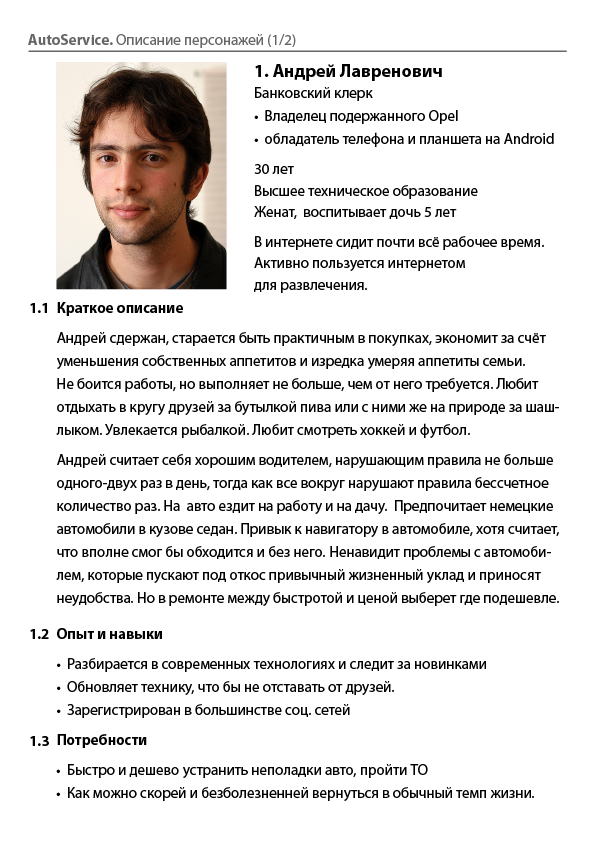 AutoService. Описание персонажей (1/2)
1. Андрей Лавренович
Банковский клерк
• Владелец подержанного Opel
• обладатель телефона и планшета на Android
30 лет
Высшее техническое образование
Женат, воспитывает дочь 5 лет
В интернете сидит почти всё рабочее время.
Активно пользуется интернетом
для развлечения.
1.1 Краткое описание
Андрей сдержан, старается быть практичным в покупках, экономит за счёт
уменьшения собственных аппетитов и изредка умеряя аппетиты семьи.
Не боится работы, но выполняет не больше, чем от него требуется. Любит
отдыхать в кругу друзей за бутылкой пива или с ними же на природе за шаш-
лыком. Увлекается рыбалкой. Любит смотреть хоккей и футбол.
Андрей считает себя хорошим водителем, нарушающим правила не больше
одного-двух раз в день, тогда как все вокруг нарушают правила бессчетное
количество раз. На авто ездит на работу и на дачу. Предпочитает немецкие
автомобили в кузове седан. Привык к навигатору в автомобиле, хотя считает,
что вполне смог бы обходится и без него. Ненавидит проблемы с автомоби-
лем, которые пускают под откос привычный жизненный уклад и приносят
неудобства. Но в ремонте между быстротой и ценой выберет где подешевле.
1.2 Опыт и навыки
• Разбирается в современных технологиях и следит за новинками
• Обновляет технику, что бы не отставать от друзей.
• Зарегистрирован в большинстве соц. сетей
1.3 Потребности
• Быстро и дешево устранить неполадки авто, пройти ТО
• Как можно скорей и безболезненней вернуться в обычный темп жизни.